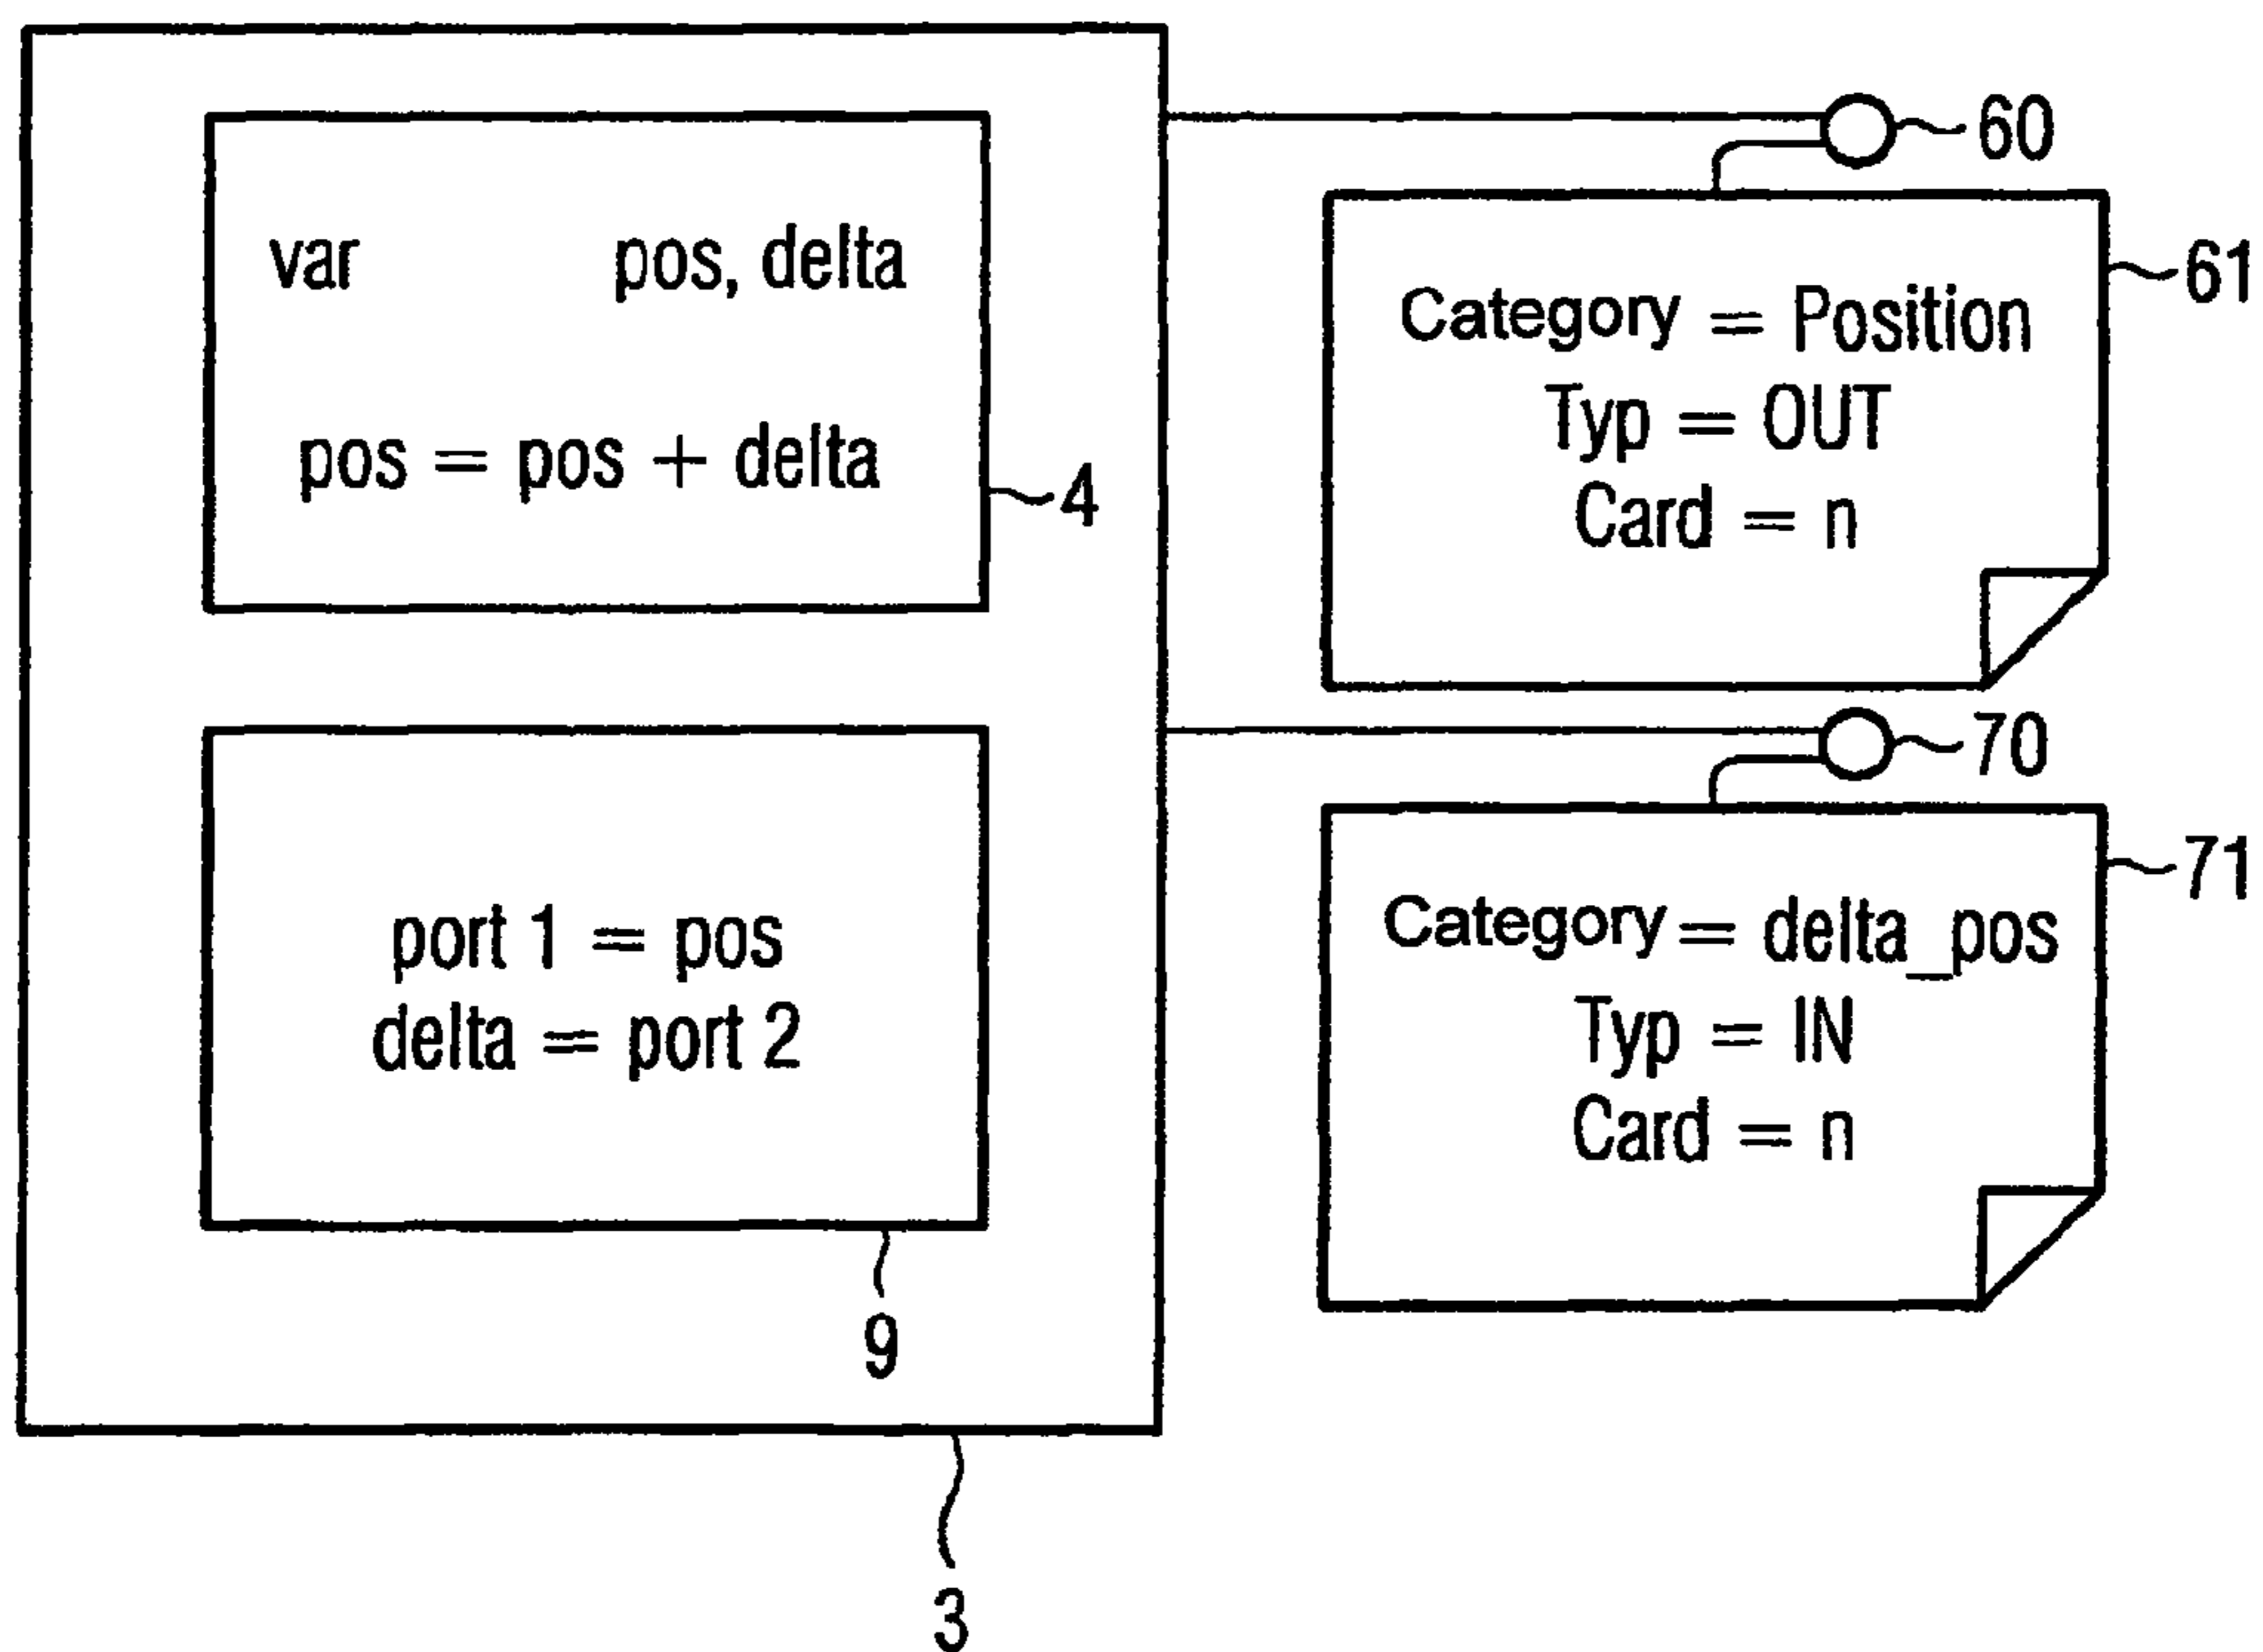 var pos, delta
pos = pos + delta
4
port 1 = pos
delta = port 2
9
3
60
Category = Position
Typ = OUT
Card = n
61
70
Category = delta_pos
Typ = IN
Card = n
71